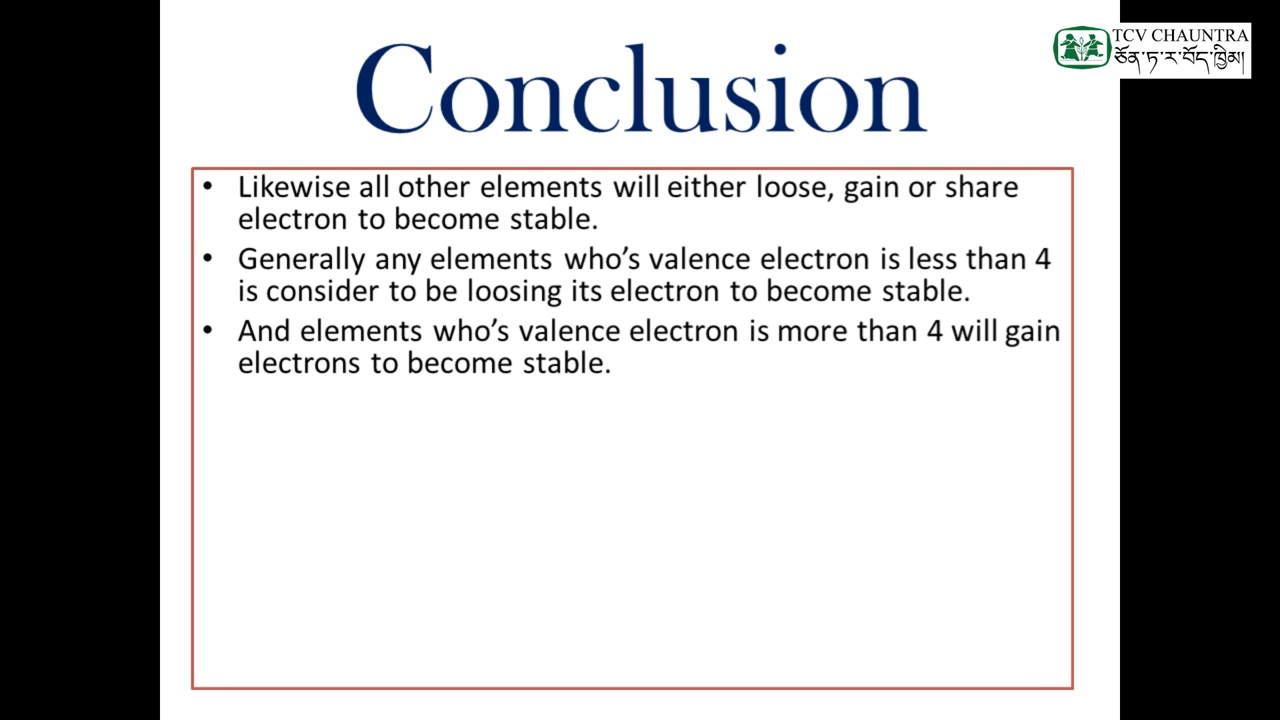 TCV CHAUNTRA
ཅོན་ཏ་ར་བོད་ཁྱིམ།
Conclusion
• Likewise all other elements will either loose, gain or share
electron to become stable.
• Generally any elements who’s valence electron is less than 4
is consider to be loosing its electron to become stable.
• And elements who’s valence electron is more than 4 will gain
electrons to become stable.